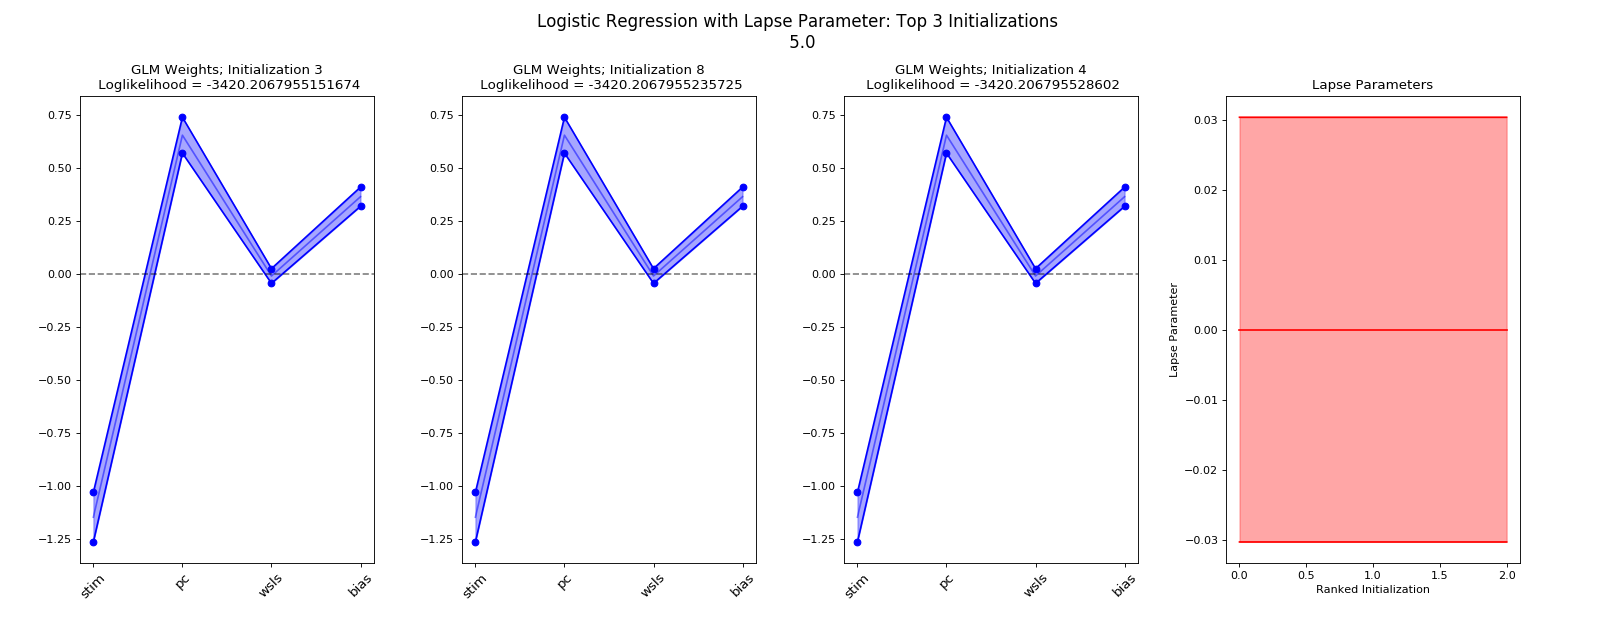 Logistic Regression with Lapse Parameter: Top 3 Initializations
5.0
GLM Weights; Initialization 3
Loglikelihood = -3420.2067955151674
0.75
0.50
0.25
0.00
−0.25
−0.50
−0.75
−1.00
−1.25
stim
pc
wsls
bias
GLM Weights; Initialization 8
Loglikelihood = -3420.2067955235725
0.75
0.50
0.25
0.00
−0.25
−0.50
−0.75
−1.00
−1.25
stim
pc
wsls
bias
GLM Weights; Initialization 4
Loglikelihood = -3420.206795528602
0.75
0.50
0.25
0.00
−0.25
−0.50
−0.75
−1.00
−1.25
stim
pc
wsls
bias
Lapse Parameters
Lapse Parameter
0.03
0.02
0.01
0.00
−0.01
−0.02
−0.03
0.0
0.5
1.0
1.5
2.0
Ranked Initialization